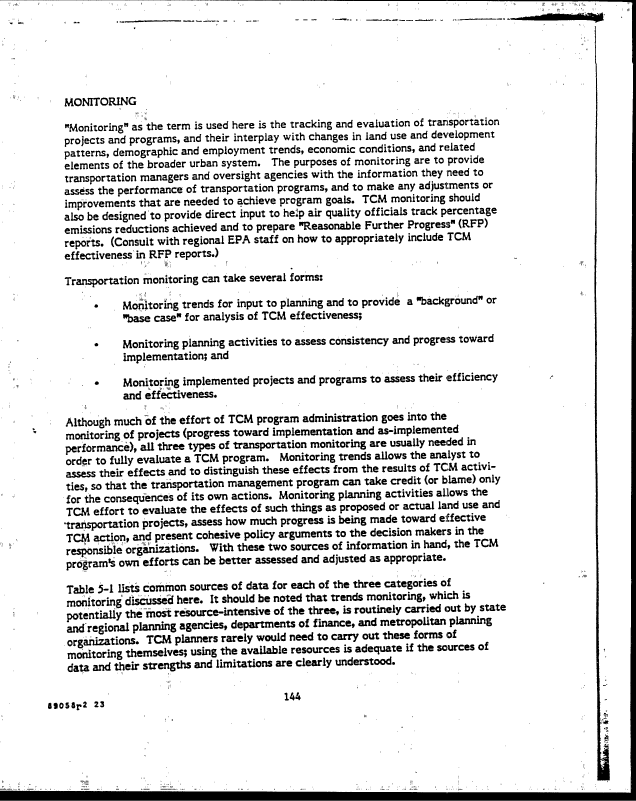 MONITORING
"Monitoring" as the term is used here is the tracking and evaluation of transportation
projects and programs, and their interplay with changes in land use and development
patterns, demographic and employment trends, economic conditions, and related
elements of the broader urban system. The purposes of monitoring are to provide
transportation managers and oversight agencies with the information they need to
assess the performance of transportation programs, and to make any adjustments or
improvements that are needed to achieve program goals. TCM monitoring should
also be designed to provide direct input to help air quality officials track percentage
emissions reductions achieved and to prepare "Reasonable Further Progress" (RFP)
reports. (Consult with regional EPA staff on how to appropriately include TCM
effectiveness in RFP reports.)
Transportation monitoring can take several forms:
• Monitoring trends for input to planning and to provide a "background" or
"base case" for analysis of TCM effectiveness;
• Monitoring planning activities to assess consistency and progress toward
implementation; and
• Monitoring implemented projects and programs to assess their efficiency
and effectiveness.
Although much of the effort of TCM program administration goes into the
monitoring of projects (progress toward implementation and as-implemented
performance), all three types of transportation monitoring are usually needed in
order to fully evaluate a TCM program. Monitoring trends allows the analyst to
assess their effects and to distinguish these effects from the results of TCM activi-
ties, so that the transportation management program can take credit (or blame) only
for the consequences of its own actions. Monitoring planning activities allows the
TCM effort to evaluate the effects of such things as proposed or actual land use and
transportation projects, assess how much progress is being made toward effective
TCM action, and present cohesive policy arguments to the decision makers in the
responsible organizations. With these two sources of information in hand, the TCM
program's own efforts can be better assessed and adjusted as appropriate.
Table 5-1 lists common sources of data for each of the three categories of
monitoring discussed here. It should be noted that trends monitoring, which is
potentially the most resource-intensive of the three, is routinely carried out by state
and regional planning agencies, departments of finance, and metropolitan planning
organizations. TCM planners rarely would need to carry out these forms of
monitoring themselves; using the available resources is adequate if the sources of
data and their strengths and limitations are clearly understood.
144
89058r2 23